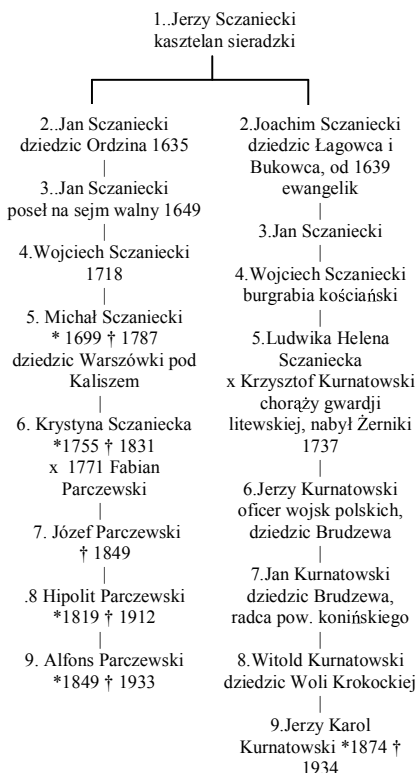 1..Jerzy Sczaniecki
kasztelan sieradzki
2..Jan Sczaniecki
dziedzic Ordzina 1635
|
3...Jan Sczaniecki
poseł na sejm walny 1649
|
4.Wojciech Sczaniecki
1718
|
5. Michał Sczaniecki
* 1699 † 1787
dziedzic Warszówki pod
Kaliszem
|
6. Krystyna Sczaniecka
*1755 † 1831
x 1771 Fabian
Parczewski
|
7. Józef Parczewski
† 1849
|
.8 Hipolit Parczewski
*1819 † 1912
|
9. Alfons Parczewski
*1849 † 1933
2.Joachim Sczaniecki
dziedzic Łagowca i
Bukowca, od 1639
ewangelik
|
3.Jan Sczaniecki
|
4.Wojciech Sczaniecki
burgrabia kościański
|
5.Ludwika Helena
Sczaniecka
x Krzysztof Kurnatowski
chorąży gwardji
litewskiej, nabył Żerniki
1737
|
6.Jerzy Kurnatowski
oficer wojsk polskich,
dziedzic Brudzewa
|
7.Jan Kurnatowski
dziedzic Brudzewa,
radca pow. konińskiego
|
8.Witold Kurnatowski
dziedzic Woli Krokockiej
|
9.Jerzy Karol
Kurnatowski *1874 †
1934